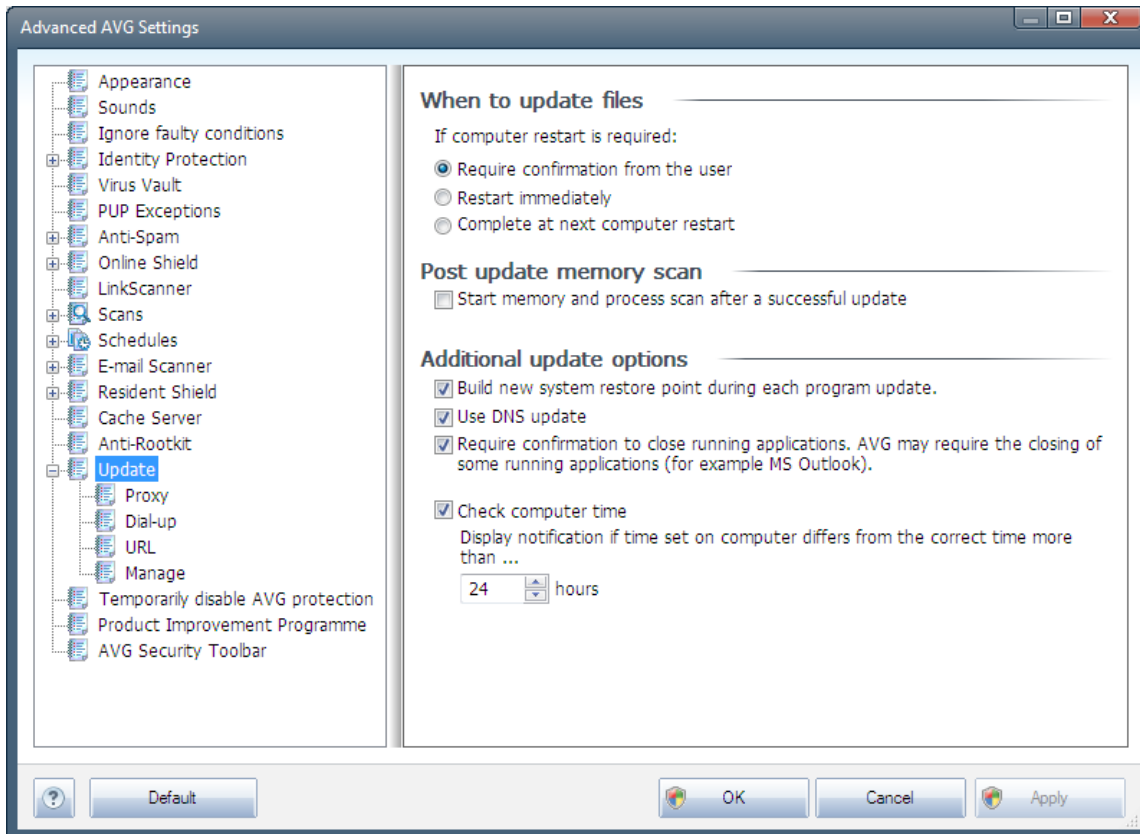 Advanced AVG Settings
Appearance
Sounds
Ignore faulty conditions
Identity Protection
Virus Vault
PUP Exceptions
Anti-Spam
Online Shield
LinkScanner
Scans
Schedules
E-mail Scanner
Resident Shield
Cache Server
Anti-Rootkit
Update
Proxy
Dial-up
URL
Manage
Temporarily disable AVG protection
Product Improvement Programme
AVG Security Toolbar
When to update files
If computer restart is required:
Require confirmation from the user
Restart immediately
Complete at next computer restart
Post update memory scan
Start memory and process scan after a successful update
Additional update options
Build new system restore point during each program update.
Use DNS update
Require confirmation to close running applications. AVG may require the closing of
some running applications (for example MS Outlook).
Check computer time
Display notification if time set on computer differs from the correct time more
than ...
24 hours
? Default OK Cancel Apply